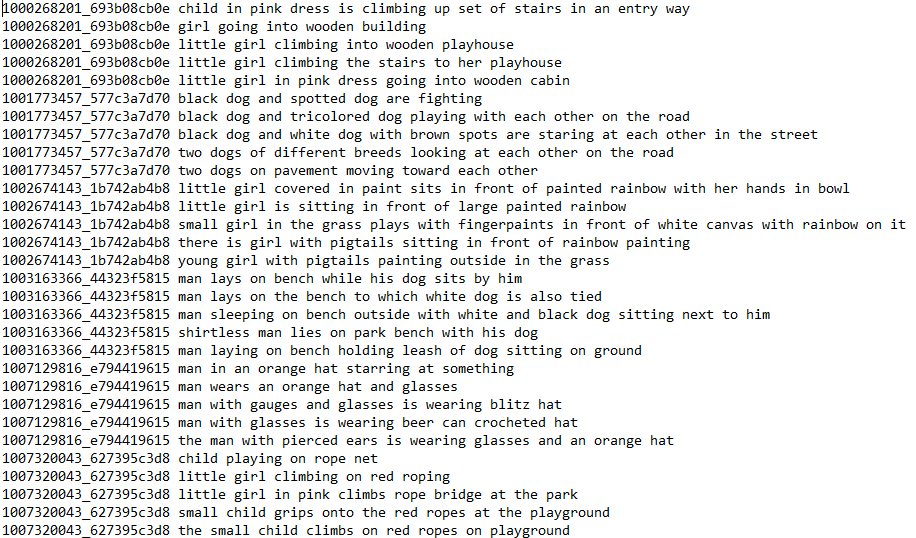 1000268201_693b08cb0e child in pink dress is climbing up set of stairs in an entry way
1000268201_693b08cb0e girl going into wooden building
1000268201_693b08cb0e little girl climbing into wooden playhouse
1000268201_693b08cb0e little girl climbing the stairs to her playhouse
1000268201_693b08cb0e little girl in pink dress going into wooden cabin
1001773457_577c3a7d70 black dog and spotted dog are fighting
1001773457_577c3a7d70 black dog and tricolored dog playing with each other on the road
1001773457_577c3a7d70 black dog and white dog with brown spots are staring at each other in the street
1001773457_577c3a7d70 two dogs of different breeds looking at each other on the road
1001773457_577c3a7d70 two dogs on pavement moving toward each other
1002674143_1b742ab4b8 little girl covered in paint sits in front of painted rainbow with her hands in bowl
1002674143_1b742ab4b8 little girl is sitting in front of large painted rainbow
1002674143_1b742ab4b8 small girl in the grass plays with fingerpaints in front of white canvas with rainbow on it
1002674143_1b742ab4b8 there is girl with pigtails sitting in front of rainbow painting
1002674143_1b742ab4b8 young girl with pigtails painting outside in the grass
1003163366_44323f5815 man lays on bench while his dog sits by him
1003163366_44323f5815 man lays on the bench to which white dog is also tied
1003163366_44323f5815 man sleeping on bench outside with white and black dog sitting next to him
1003163366_44323f5815 shirtless man lies on park bench with his dog
1003163366_44323f5815 man laying on bench holding leash of dog sitting on ground
1007129816_e794419615 man in an orange hat starring at something
1007129816_e794419615 man wears an orange hat and glasses
1007129816_e794419615 man with gauges and glasses is wearing blitz hat
1007129816_e794419615 man with glasses is wearing beer can crocheted hat
1007129816_e794419615 the man with pierced ears is wearing glasses and an orange hat
1007320043_627395c3d8 child playing on rope net
1007320043_627395c3d8 little girl climbing on red roping
1007320043_627395c3d8 little girl in pink climbs rope bridge at the park
1007320043_627395c3d8 small child grips onto the red ropes at the playground
1007320043_627395c3d8 the small child climbs on red ropes on playground